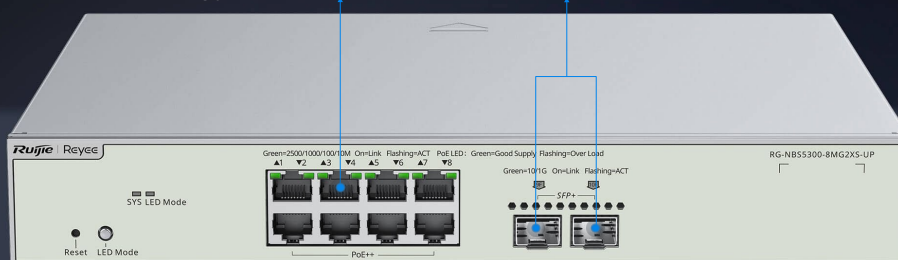 Ruijie | Reyee
Green=2500/1000/100/10M On=Link Flashing=ACT PoE LED: Green=Good Supply Flashing=Over Load
▲1 ▼2 ▲3 ▼4 ▲5 ▼6 ▲7 ▼8
Green=10/1G On=Link Flashing=ACT
SFP+
RG-NBS5300-8MG2XS-UP
SYS LED Mode
Reset LED Mode
PoE++